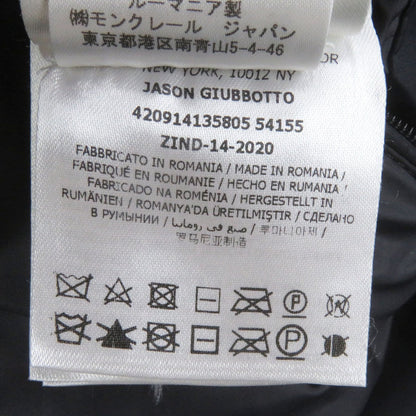 ルーマニア製
㈱モンクレール ジャパン
東京都港区南青山5-4-46
OR
NEW YORK, 10012 NY
JASON GIUBBOTTO
420914135805 54155
ZIND-14-2020
FABBRICATO IN ROMANIA / MADE IN ROMANIA /
FABRIQUÉ EN ROUMANIE / HECHO EN RUMANIA /
FABRICADO NA ROMÉNIA / HERGESTELLT IN
RUMÄNIEN / ROMANYA'DA ÜRETILMIŞTIR / СДЕЛАНО
В РУМЫНИИ / صنع في رومانيا / 루마니아제 /
罗马尼亚制造
P
P